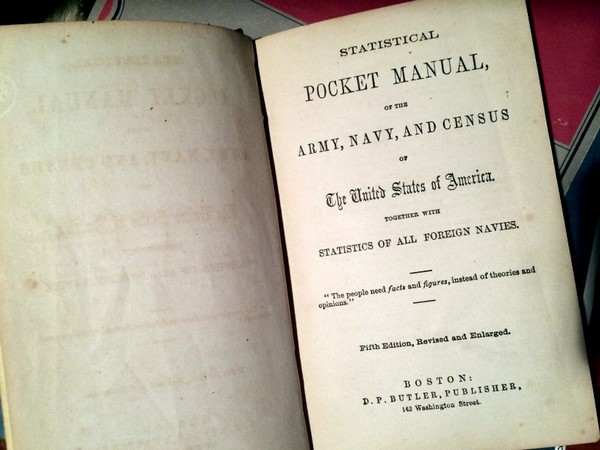 STATISTICAL
POCKET MANUAL,
OF THE
ARMY, NAVY, AND CENSUS
OF
The United States of America.
TOGETHER WITH
STATISTICS OF ALL FOREIGN NAVIES.
"The people need facts and figures, instead of theories and
opinions."
Fifth Edition, Revised and Enlarged.
BOSTON:
D. P. BUTLER, PUBLISHER,
142 Washington Street.